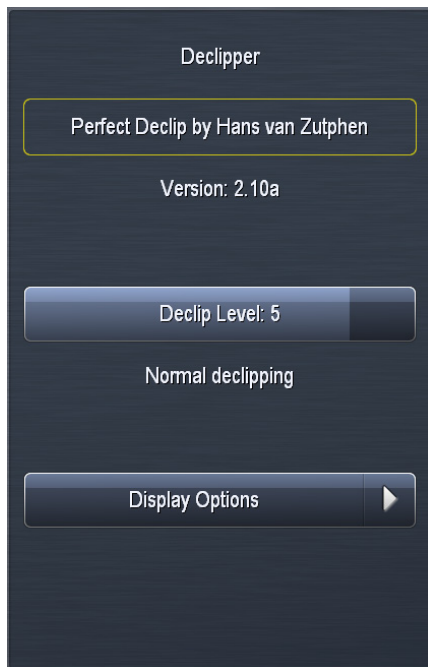 Declipper
Perfect Declip by Hans van Zutphen
Version: 2.10a
Declip Level: 5
Normal declipping
Display Options